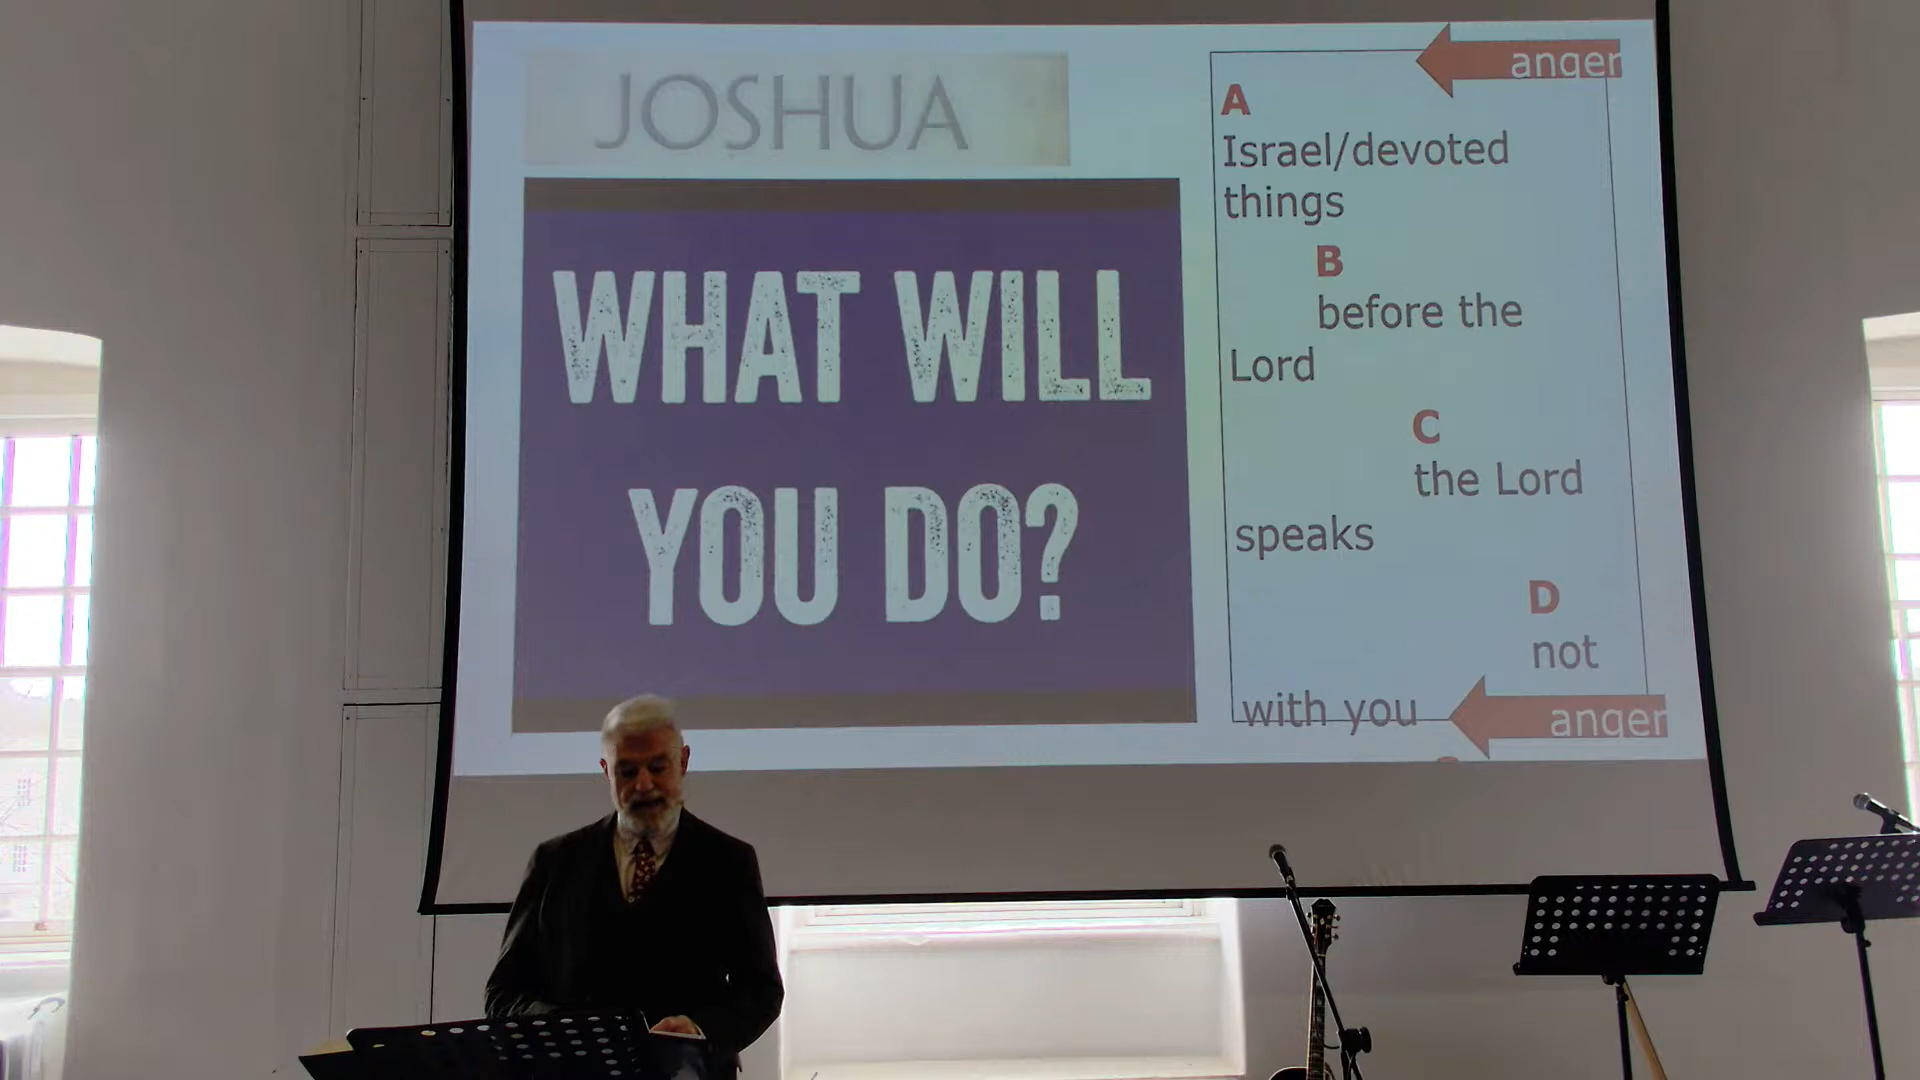 JOSHUA
WHAT WILL
YOU DO?
anger
A
Israel/devoted
things
B
before the
Lord
C
the Lord
speaks
D
not
with you
anger